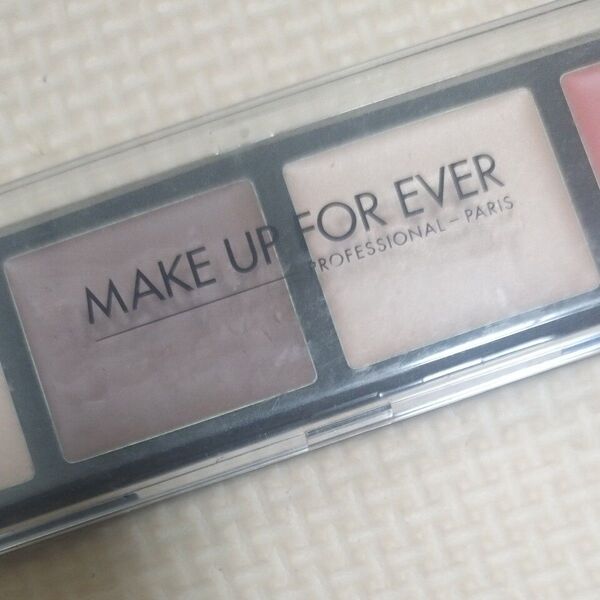 MAKE UP FOR EVER
PROFESSIONAL – PARIS